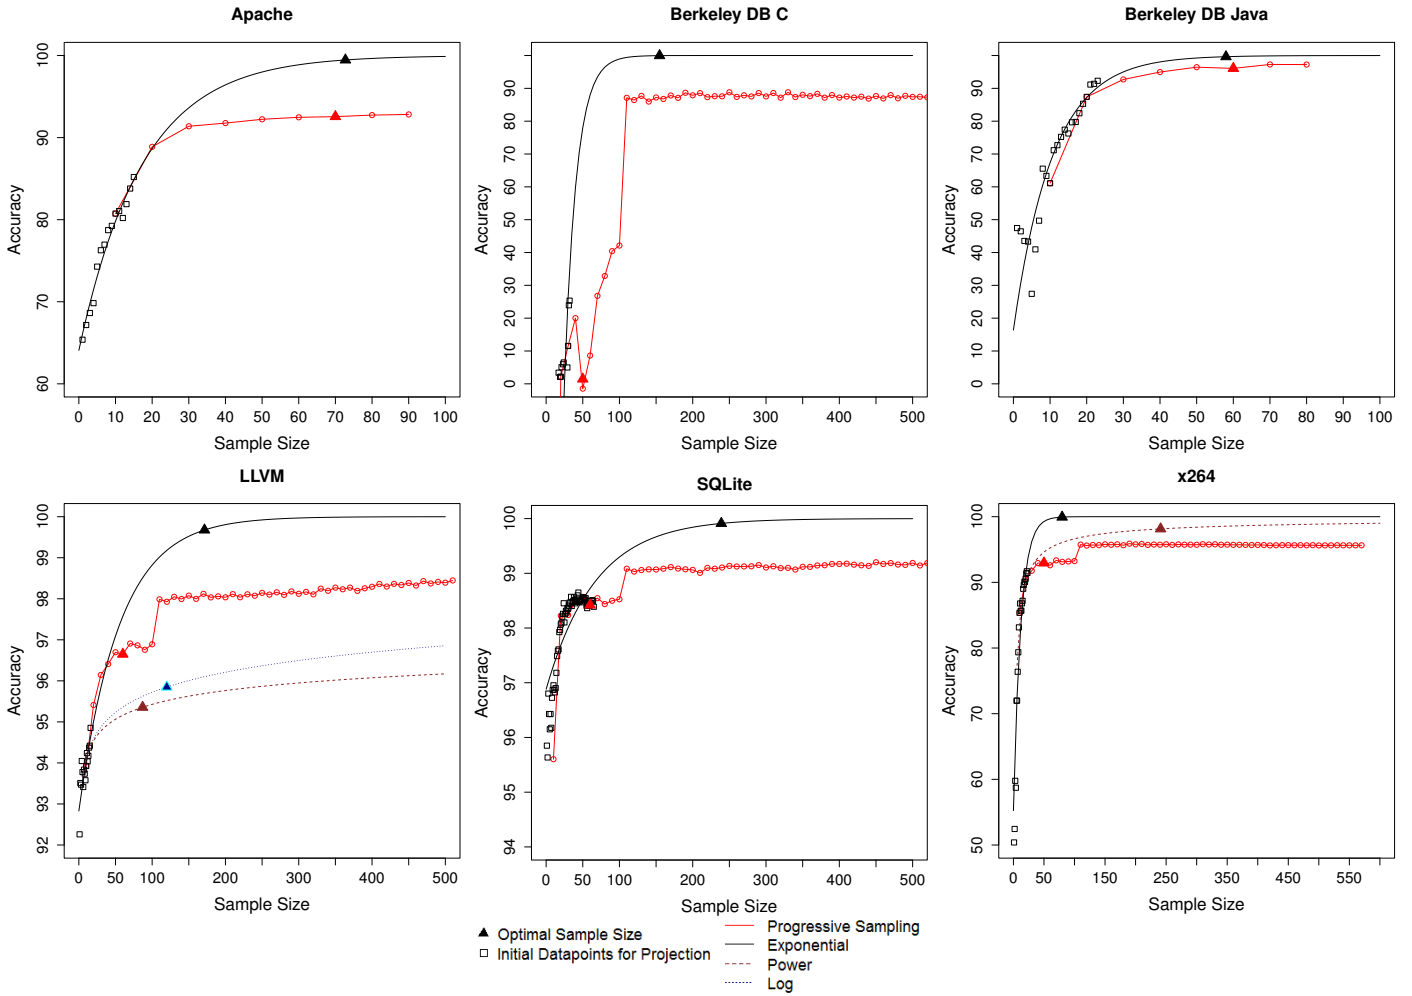 Apache
Berkeley DB C
Berkeley DB Java
Accuracy
60 70 80 90 100
0 10 20 30 40 50 60 70 80 90 100
Sample Size
Accuracy
0 10 20 30 40 50 60 70 80 90
0 50 100 200 300 400 500
Sample Size
Accuracy
0 10 20 30 40 50 60 70 80 90
0 10 20 30 40 50 60 70 80 90 100
Sample Size
LLVM
SQLite
x264
Accuracy
92 93 94 95 96 97 98 99 100
0 50 100 200 300 400 500
Sample Size
Accuracy
94 95 96 97 98 99 100
0 50 100 200 300 400 500
Sample Size
Accuracy
50 60 70 80 90 100
0 50 150 250 350 450 550
Sample Size
Optimal Sample Size
Initial Datapoints for Projection
Progressive Sampling
Exponential
Power
Log